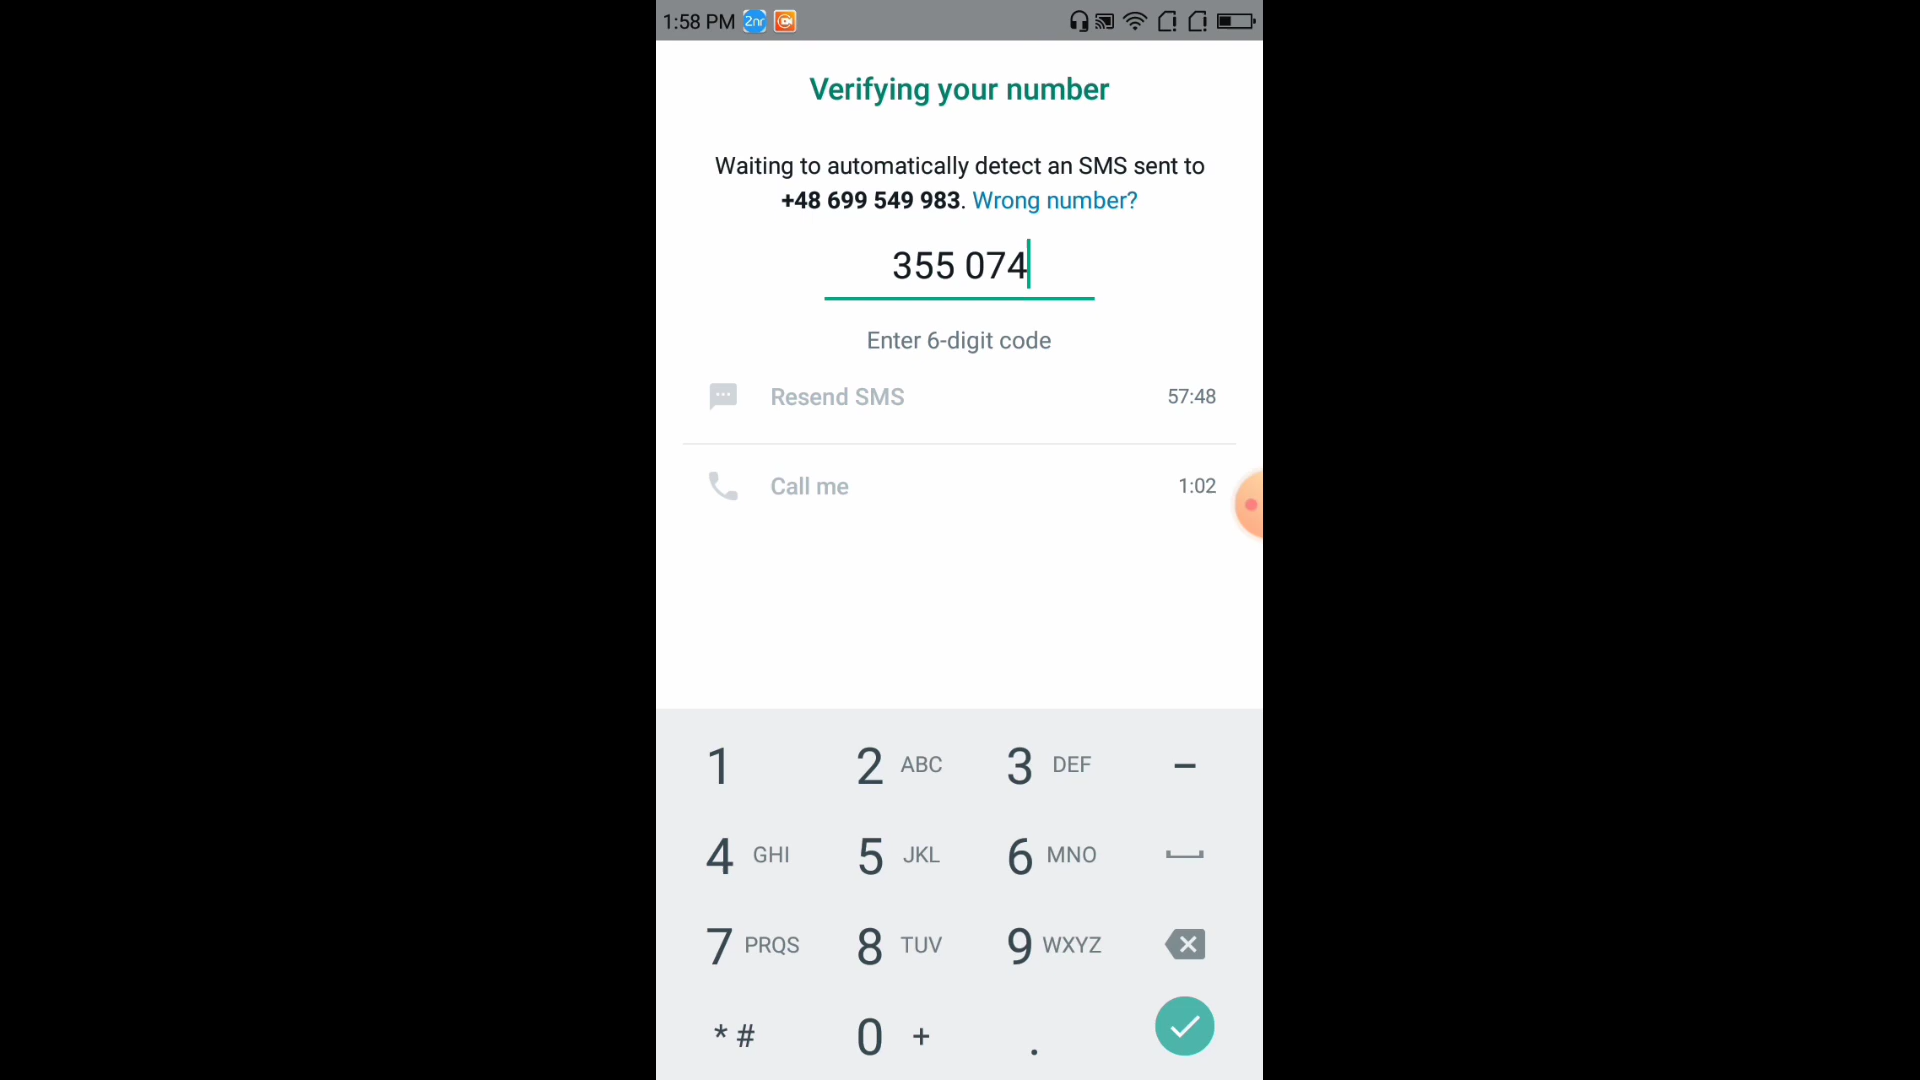 1:58 PM 2nr
Verifying your number
Waiting to automatically detect an SMS sent to
+48 699 549 983. Wrong number?
355 074
Enter 6-digit code
Resend SMS 57:48
Call me 1:02
1 2 ABC 3 DEF –
4 GHI 5 JKL 6 MNO
7 PRQS 8 TUV 9 WXYZ
* # 0 + .